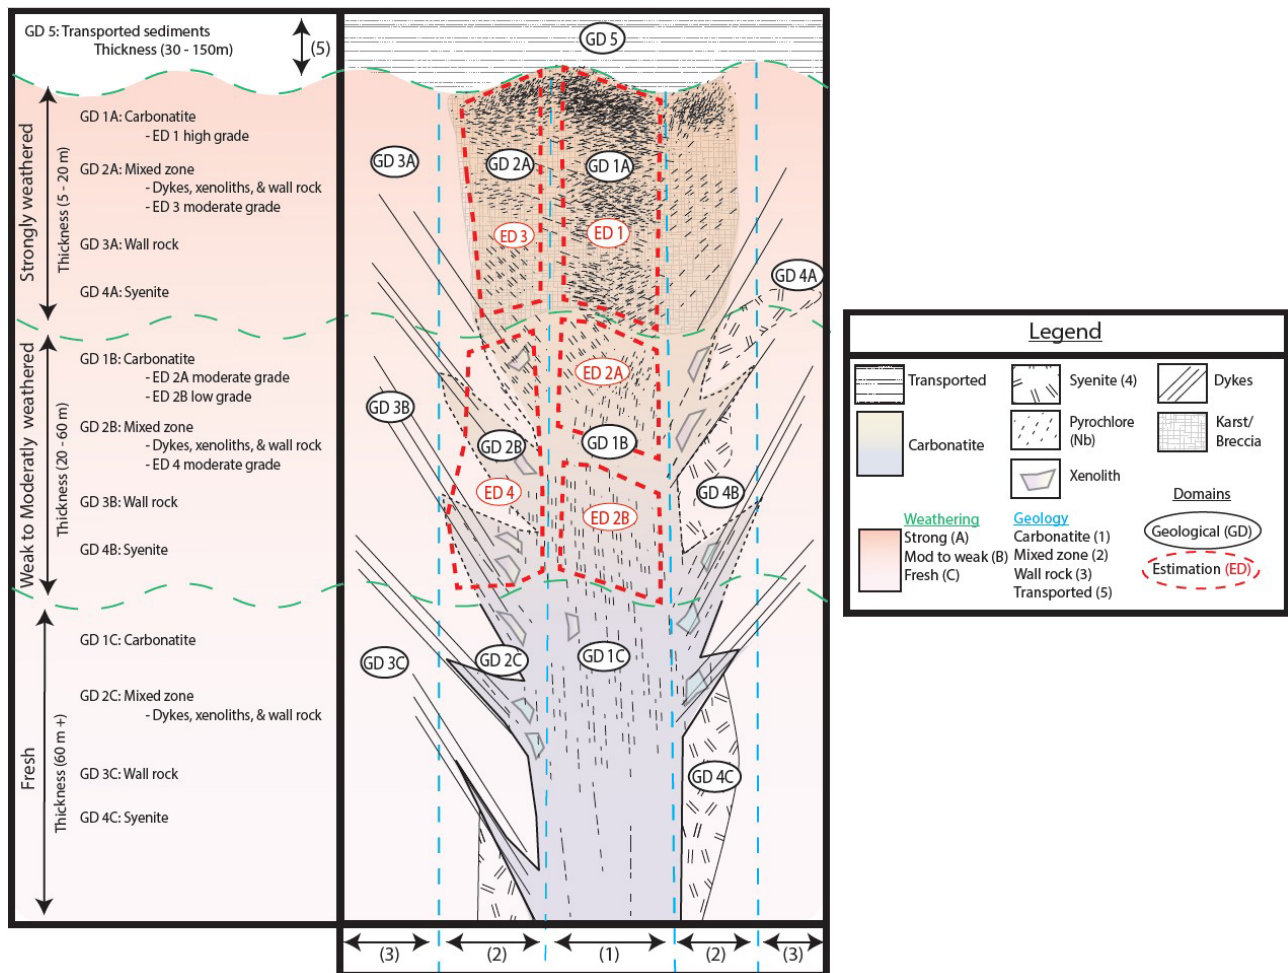 GD 5: Transported sediments
Thickness (30 - 150m)
(5)
Strongly weathered
Thickness (5 - 20 m)
GD 1A: Carbonatite
- ED 1 high grade
GD 2A: Mixed zone
- Dykes, xenoliths, & wall rock
- ED 3 moderate grade
GD 3A: Wall rock
GD 4A: Syenite
Weak to Moderatly weathered
Thickness (20 - 60 m)
GD 1B: Carbonatite
- ED 2A moderate grade
- ED 2B low grade
GD 2B: Mixed zone
- Dykes, xenoliths, & wall rock
- ED 4 moderate grade
GD 3B: Wall rock
GD 4B: Syenite
Fresh
Thickness (60 m +)
GD 1C: Carbonatite
GD 2C: Mixed zone
- Dykes, xenoliths, & wall rock
GD 3C: Wall rock
GD 4C: Syenite
GD 5
GD 3A
GD 2A
GD 1A
ED 3
ED 1
GD 4A
ED 2A
GD 3B
GD 2B
GD 1B
ED 4
GD 4B
ED 2B
GD 3C
GD 2C
GD 1C
GD 4C
(3)
(2)
(1)
(2)
(3)
Legend
Transported
Syenite (4)
Dykes
Carbonatite
Pyrochlore
(Nb)
Karst/
Breccia
Xenolith
Weathering
Strong (A)
Mod to weak (B)
Fresh (C)
Geology
Carbonatite (1)
Mixed zone (2)
Wall rock (3)
Transported (5)
Domains
Geological (GD)
Estimation (ED)